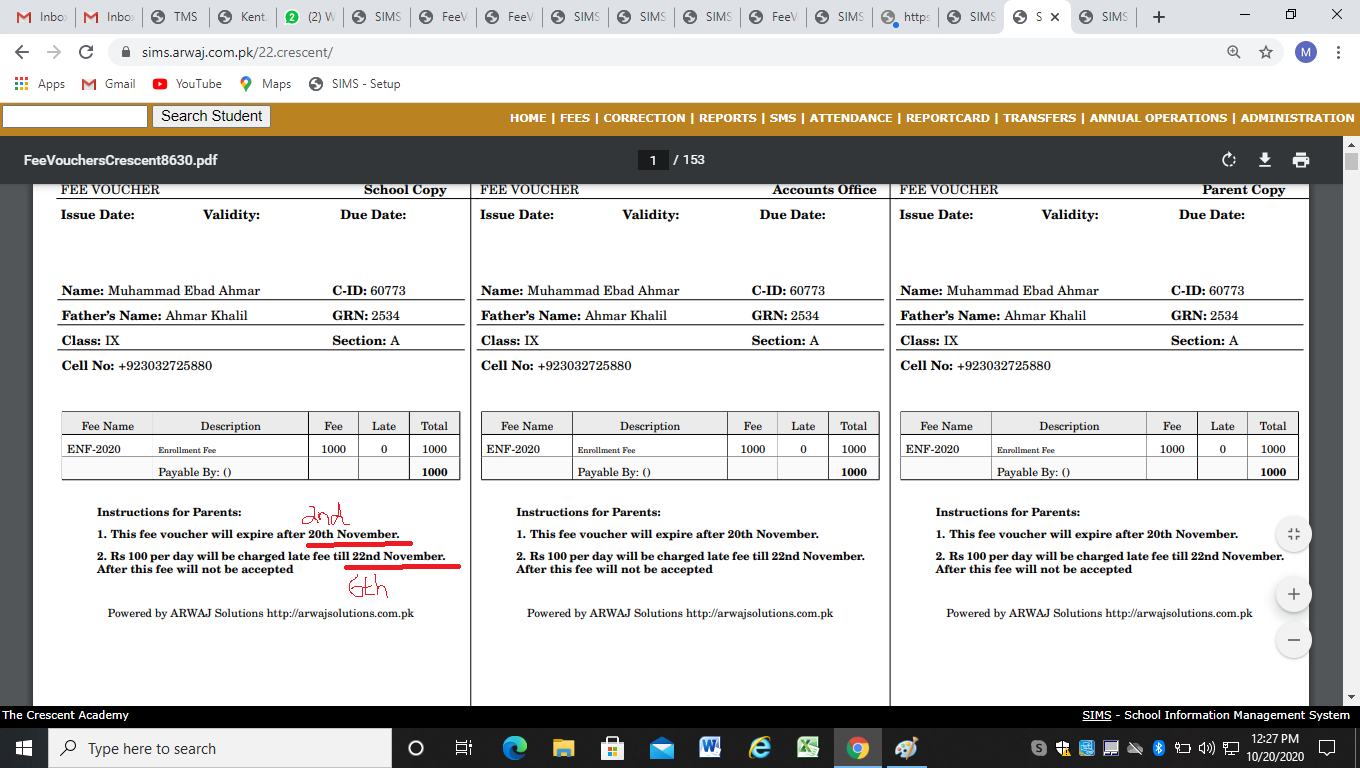 Inbo
Inbo
TMS
Kent
(2) W
SIMS
FeeV
FeeV
SIMS
SIMS
SIMS
FeeV
SIMS
https
SIMS
S
SIMS
sims.arwaj.com.pk/22.crescent/
M
Apps
Gmail
YouTube
Maps
SIMS - Setup
Search Student
HOME | FEES | CORRECTION | REPORTS | SMS | ATTENDANCE | REPORTCARD | TRANSFERS | ANNUAL OPERATIONS | ADMINISTRATION
FeeVouchersCrescent8630.pdf
1 / 153
FEE VOUCHER School Copy
Issue Date: Validity: Due Date:
Name: Muhammad Ebad Ahmar C-ID: 60773
Father's Name: Ahmar Khalil GRN: 2534
Class: IX Section: A
Cell No: +923032725880
Fee Name Description Fee Late Total
ENF-2020 Enrollment Fee 1000 0 1000
Payable By: () 1000
Instructions for Parents:
2nd
1. This fee voucher will expire after 20th November.
2. Rs 100 per day will be charged late fee till 22nd November.
After this fee will not be accepted
6th
Powered by ARWAJ Solutions http://arwajsolutions.com.pk
FEE VOUCHER Accounts Office
Issue Date: Validity: Due Date:
Name: Muhammad Ebad Ahmar C-ID: 60773
Father's Name: Ahmar Khalil GRN: 2534
Class: IX Section: A
Cell No: +923032725880
Fee Name Description Fee Late Total
ENF-2020 Enrollment Fee 1000 0 1000
Payable By: () 1000
Instructions for Parents:
1. This fee voucher will expire after 20th November.
2. Rs 100 per day will be charged late fee till 22nd November.
After this fee will not be accepted
Powered by ARWAJ Solutions http://arwajsolutions.com.pk
FEE VOUCHER Parent Copy
Issue Date: Validity: Due Date:
Name: Muhammad Ebad Ahmar C-ID: 60773
Father's Name: Ahmar Khalil GRN: 2534
Class: IX Section: A
Cell No: +923032725880
Fee Name Description Fee Late Total
ENF-2020 Enrollment Fee 1000 0 1000
Payable By: () 1000
Instructions for Parents:
1. This fee voucher will expire after 20th November.
2. Rs 100 per day will be charged late fee till 22nd November.
After this fee will not be accepted
Powered by ARWAJ Solutions http://arwajsolutions.com.pk
The Crescent Academy
SIMS - School Information Management System
Type here to search
12:27 PM
10/20/2020